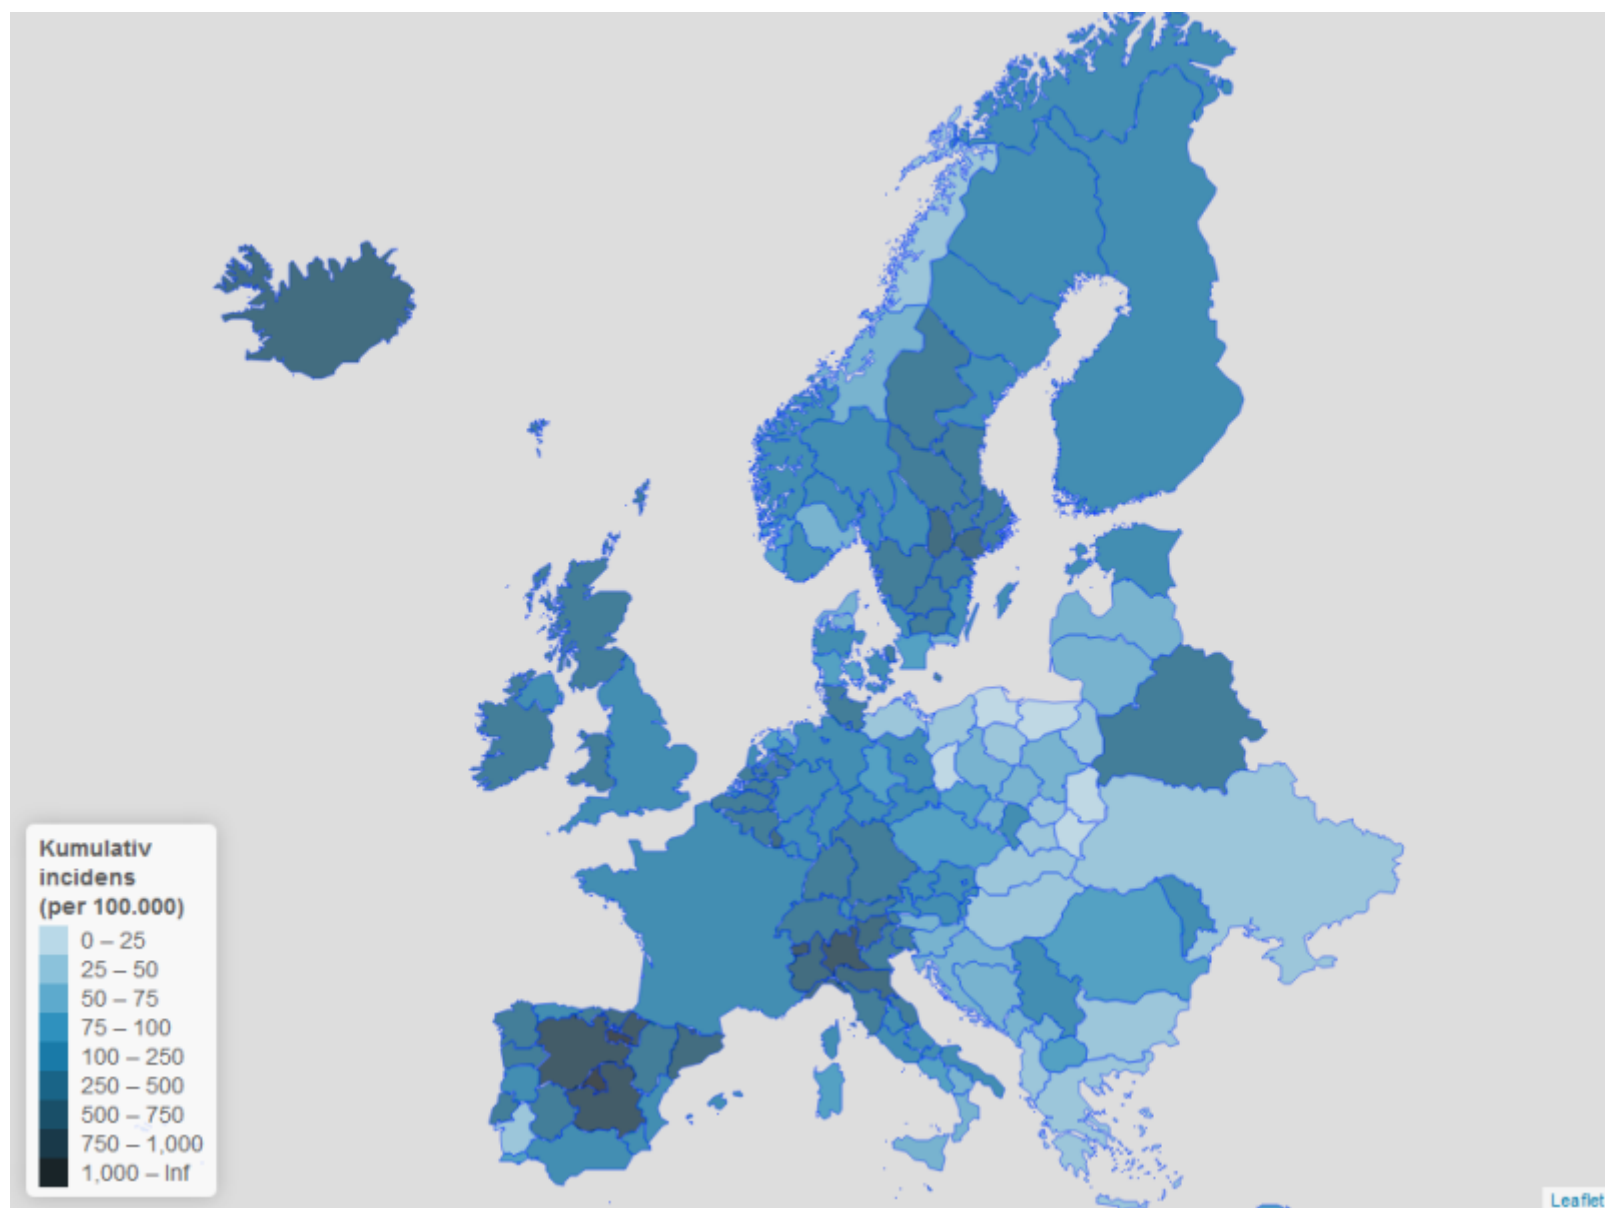 Kumulativ
incidens
(per 100.000)
0 – 25
25 – 50
50 – 75
75 – 100
100 – 250
250 – 500
500 – 750
750 – 1,000
1,000 – Inf
Leaflet